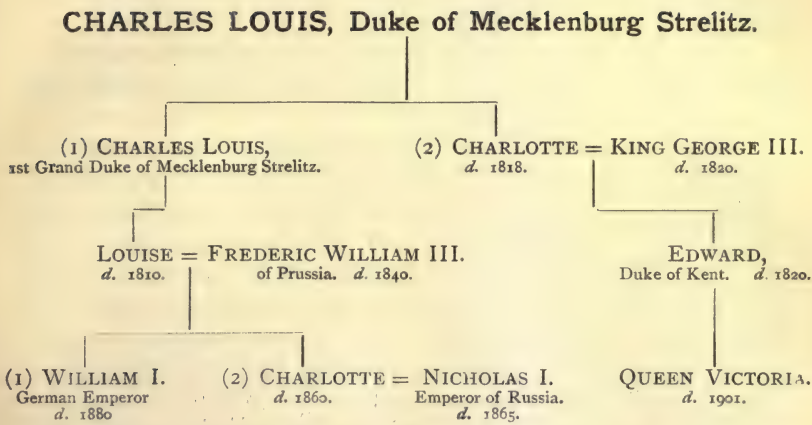 CHARLES LOUIS, Duke of Mecklenburg Strelitz.
(1) CHARLES LOUIS,
1st Grand Duke of Mecklenburg Strelitz.
(2) CHARLOTTE = KING GEORGE III.
d. 1818. d. 1820.
LOUISE = FREDERIC WILLIAM III.
d. 1810. of Prussia. d. 1840.
EDWARD,
Duke of Kent. d. 1820.
(1) WILLIAM I.
German Emperor
d. 1880
(2) CHARLOTTE = NICHOLAS I.
d. 1860. Emperor of Russia.
d. 1865.
QUEEN VICTORIA.
d. 1901.